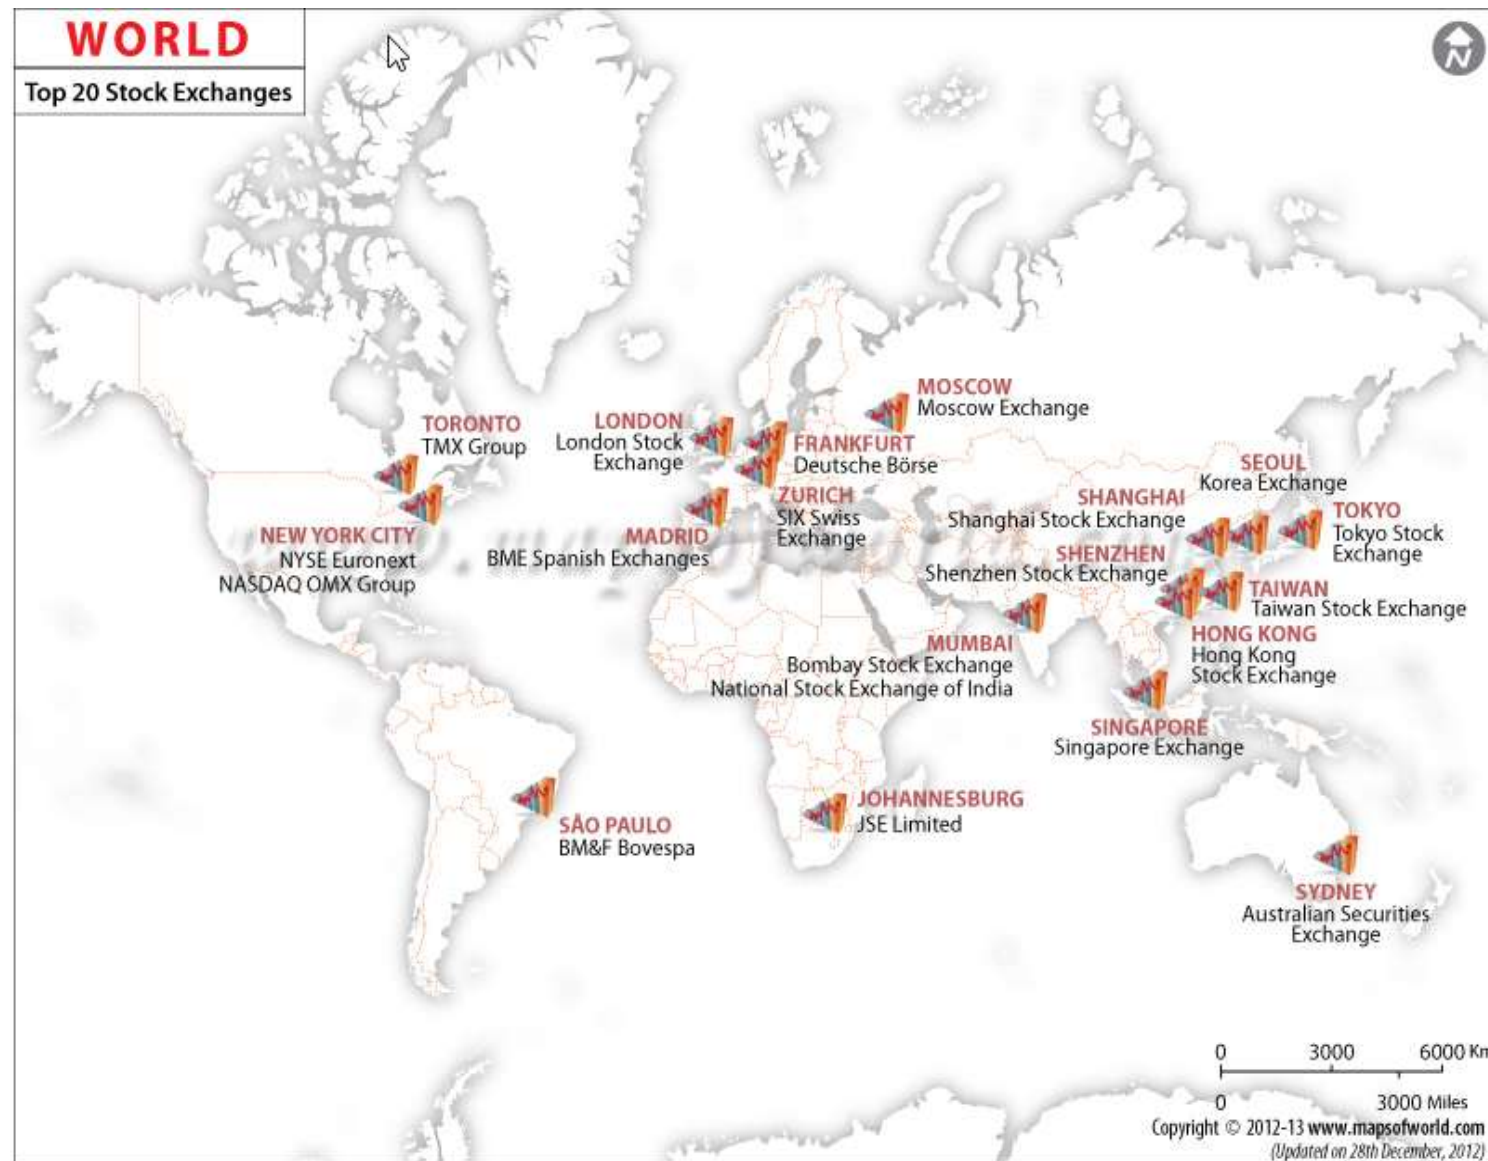 WORLD
Top 20 Stock Exchanges
N
MOSCOW
Moscow Exchange
TORONTO
TMX Group
LONDON
London Stock
Exchange
FRANKFURT
Deutsche Börse
SEOUL
Korea Exchange
ZURICH
SIX Swiss
Exchange
SHANGHAI
Shanghai Stock Exchange
TOKYO
Tokyo Stock
Exchange
NEW YORK CITY
NYSE Euronext
NASDAQ OMX Group
MADRID
BME Spanish Exchanges
SHENZHEN
Shenzhen Stock Exchange
TAIWAN
Taiwan Stock Exchange
MUMBAI
Bombay Stock Exchange
National Stock Exchange of India
HONG KONG
Hong Kong
Stock Exchange
SINGAPORE
Singapore Exchange
JOHANNESBURG
JSE Limited
SÃO PAULO
BM&F Bovespa
SYDNEY
Australian Securities
Exchange
0 3000 6000 Km
0 3000 Miles
Copyright © 2012-13 www.mapsofworld.com
(Updated on 28th December, 2012)